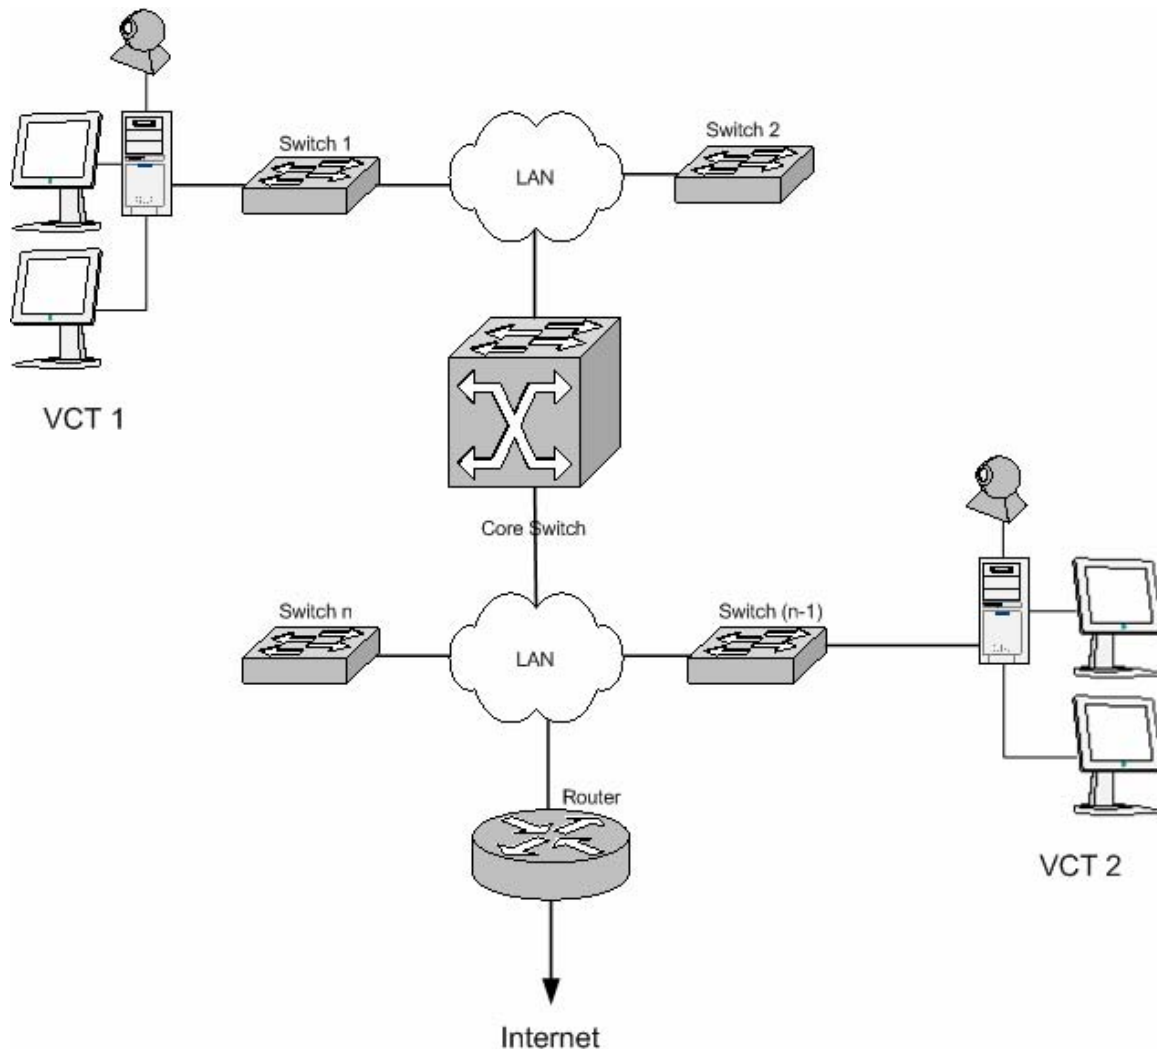 Switch 1
Switch 2
LAN
VCT 1
Core Switch
Switch n
Switch (n-1)
LAN
Router
VCT 2
Internet